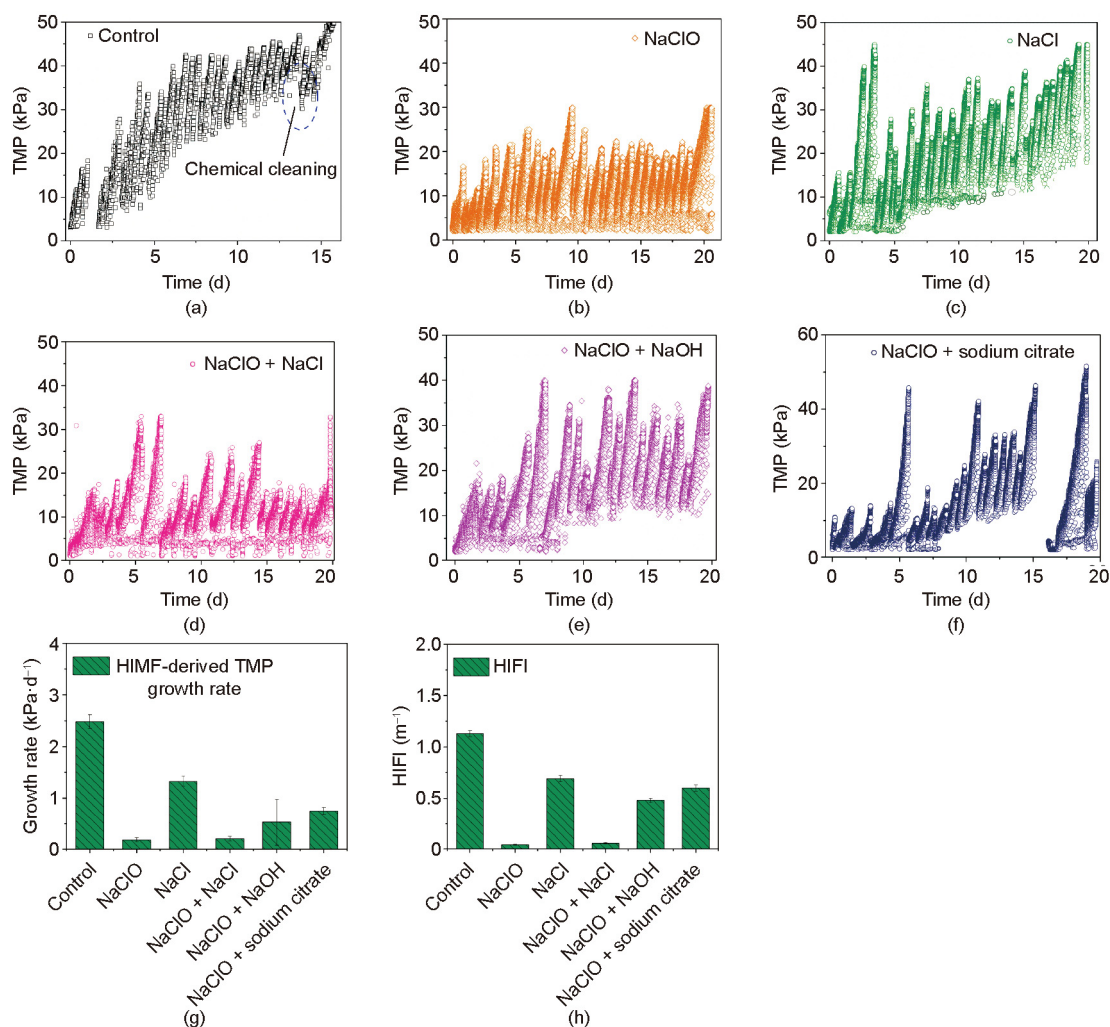 50
40
30
20
10
0
TMP (kPa)
Control
Chemical cleaning
0
5
10
15
Time (d)
(a)
50
40
30
20
10
0
TMP (kPa)
NaClO
0
5
10
15
20
Time (d)
(b)
50
40
30
20
10
0
TMP (kPa)
NaCl
0
5
10
15
20
Time (d)
(c)
50
40
30
20
10
0
TMP (kPa)
NaClO + NaCl
0
5
10
15
20
Time (d)
(d)
50
40
30
20
10
0
TMP (kPa)
NaClO + NaOH
0
5
10
15
20
Time (d)
(e)
60
40
20
0
TMP (kPa)
NaClO + sodium citrate
0
5
10
15
20
Time (d)
(f)
4
3
2
1
0
Growth rate (kPa·d⁻¹)
HIMF-derived TMP
growth rate
Control
NaClO
NaCl
NaClO + NaCl
NaClO + NaOH
NaClO + sodium citrate
(g)
2.0
1.5
1.0
0.5
0
HIFI (m⁻¹)
HIFI
Control
NaClO
NaCl
NaClO + NaCl
NaClO + NaOH
NaClO + sodium citrate
(h)